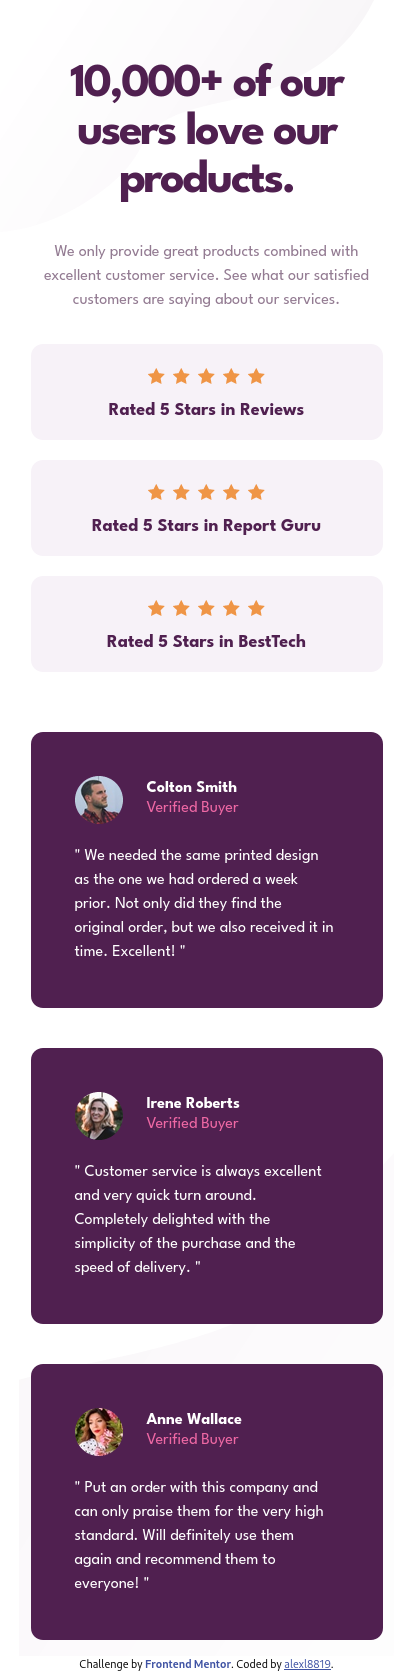 10,000+ of our
users love our
products.
We only provide great products combined with
excellent customer service. See what our satisfied
customers are saying about our services.
Rated 5 Stars in Reviews
Rated 5 Stars in Report Guru
Rated 5 Stars in BestTech
Colton Smith
Verified Buyer
" We needed the same printed design
as the one we had ordered a week
prior. Not only did they find the
original order, but we also received it in
time. Excellent! "
Irene Roberts
Verified Buyer
" Customer service is always excellent
and very quick turn around.
Completely delighted with the
simplicity of the purchase and the
speed of delivery. "
Anne Wallace
Verified Buyer
" Put an order with this company and
can only praise them for the very high
standard. Will definitely use them
again and recommend them to
everyone! "
Challenge by Frontend Mentor. Coded by alexl8819.